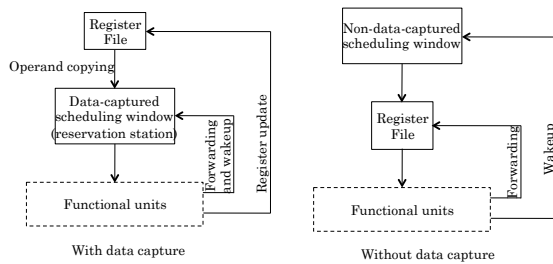 Register
File
Operand copying
Data-captured
scheduling window
(reservation station)
Forwarding
and wakeup
Register update
Functional units
With data capture
Non-data-captured
scheduling window
Register
File
Forwarding
Wakeup
Functional units
Without data capture